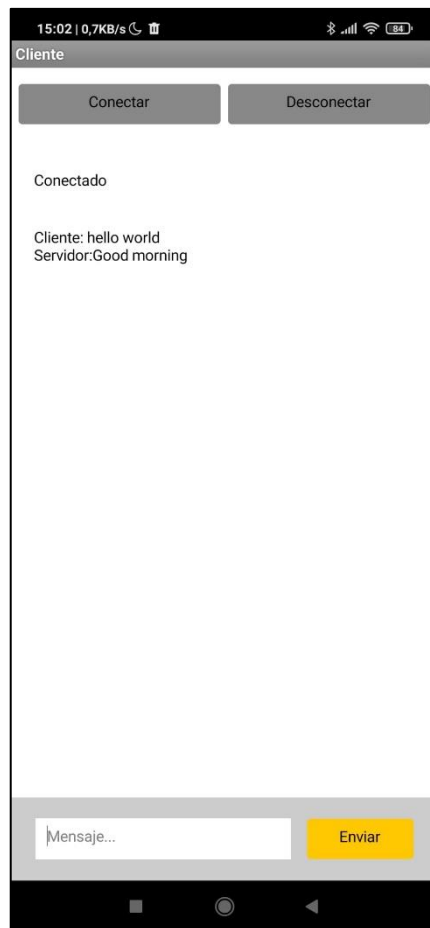 15:02 | 0,7KB/s 84
Cliente
Conectar Desconectar
Conectado
Cliente: hello world
Servidor:Good morning
Mensaje... Enviar